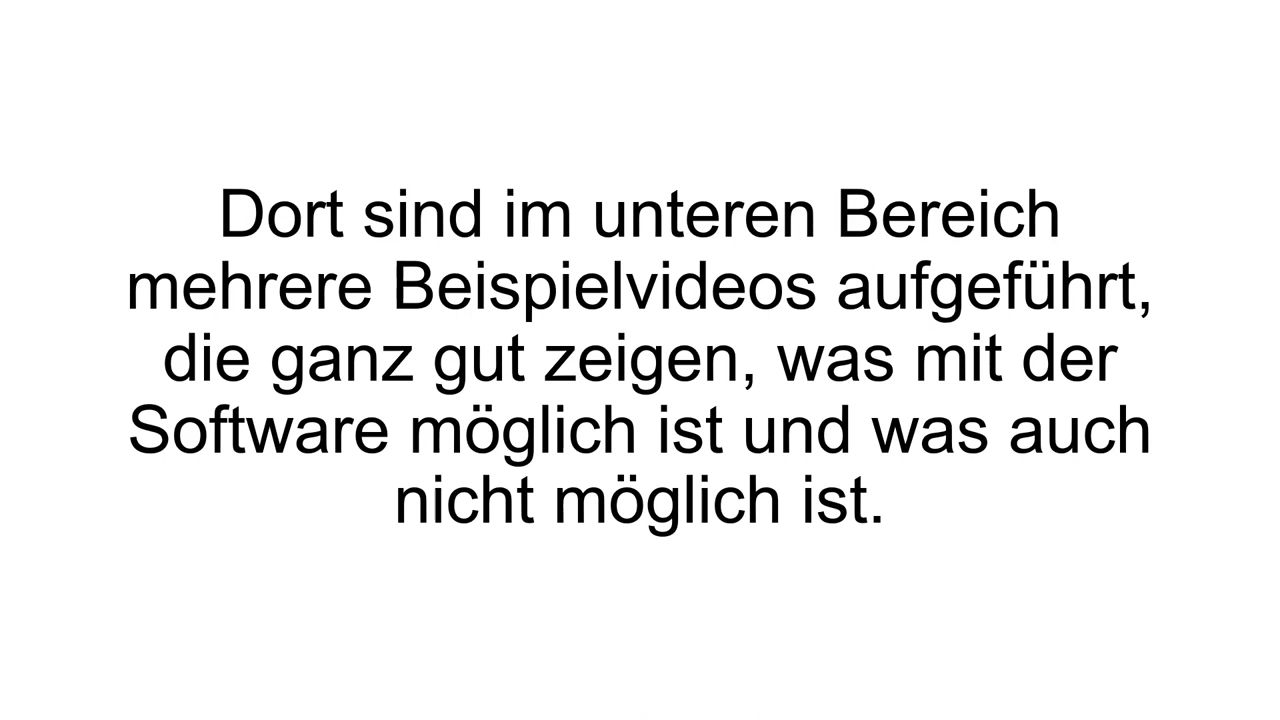 Dort sind im unteren Bereich
mehrere Beispielvideos aufgeführt,
die ganz gut zeigen, was mit der
Software möglich ist und was auch
nicht möglich ist.